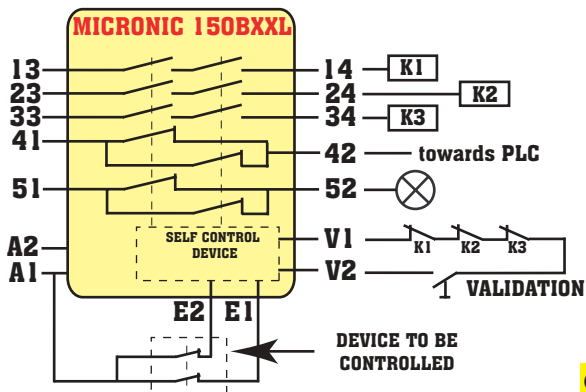 MICRONIC 150BXXL
13 14 K1
23 24 K2
33 34 K3
41 42 towards PLC
51 52
SELF CONTROL
DEVICE
V1 K1 K2 K3
A2
A1 V2 VALIDATION
E2 E1
DEVICE TO BE
CONTROLLED